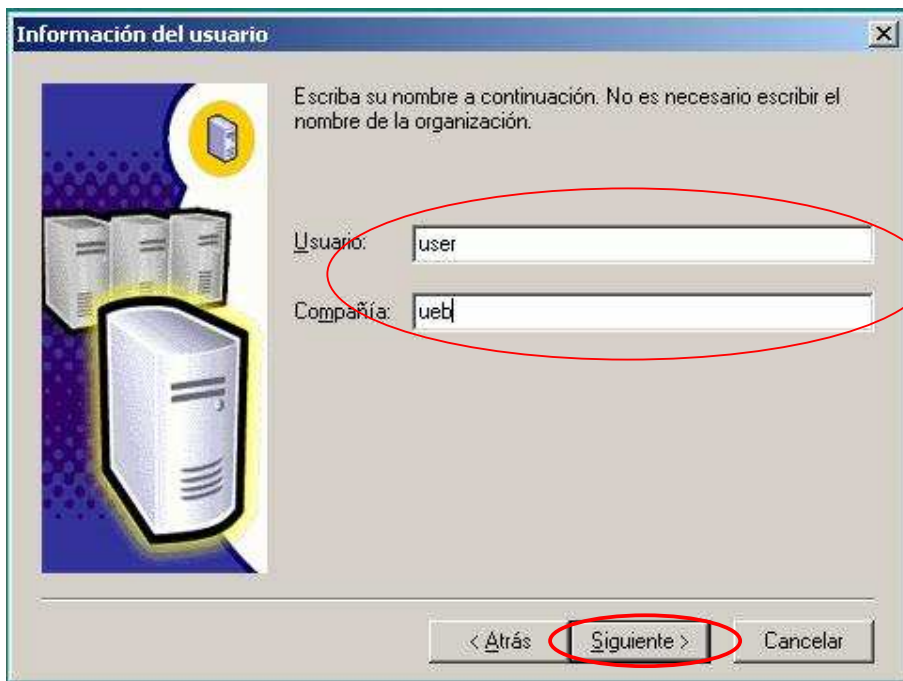 Información del usuario
Escriba su nombre a continuación. No es necesario escribir el
nombre de la organización.
Usuario: user
Compañía: ueb
< Atrás Siguiente > Cancelar